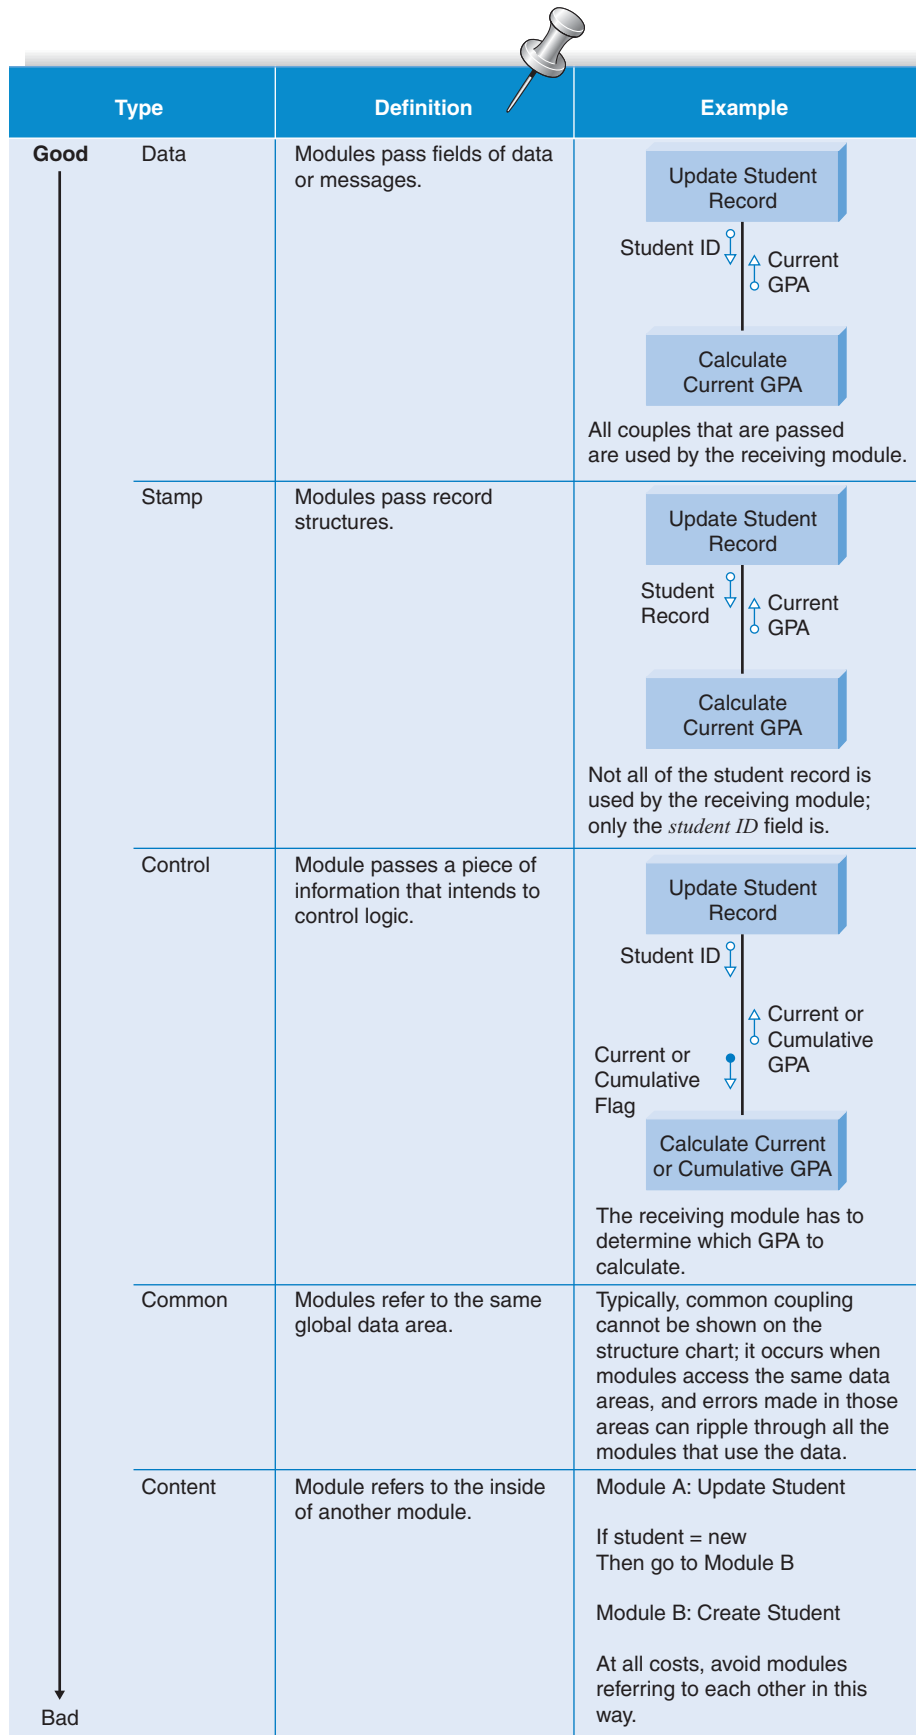 Type
Definition
Example
Good
Data
Modules pass fields of data
or messages.
Update Student
Record
Student ID
Current
GPA
Calculate
Current GPA
All couples that are passed
are used by the receiving module.
Stamp
Modules pass record
structures.
Update Student
Record
Student
Record
Current
GPA
Calculate
Current GPA
Not all of the student record is
used by the receiving module;
only the student ID field is.
Control
Module passes a piece of
information that intends to
control logic.
Update Student
Record
Student ID
Current or
Cumulative
GPA
Current or
Cumulative
Flag
Calculate Current
or Cumulative GPA
The receiving module has to
determine which GPA to
calculate.
Common
Modules refer to the same
global data area.
Typically, common coupling
cannot be shown on the
structure chart; it occurs when
modules access the same data
areas, and errors made in those
areas can ripple through all the
modules that use the data.
Content
Module refers to the inside
of another module.
Module A: Update Student
If student = new
Then go to Module B
Module B: Create Student
At all costs, avoid modules
referring to each other in this
way.
Bad